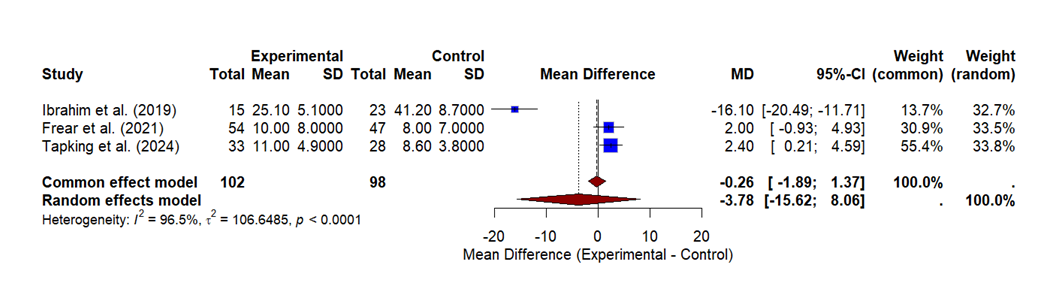 Experimental Control Weight Weight
Study Total Mean SD Total Mean SD Mean Difference MD 95%-CI (common) (random)
Ibrahim et al. (2019) 15 25.10 5.1000 23 41.20 8.7000 -16.10 [-20.49; -11.71] 13.7% 32.7%
Frear et al. (2021) 54 10.00 8.0000 47 8.00 7.0000 2.00 [ -0.93; 4.93] 30.9% 33.5%
Tapking et al. (2024) 33 11.00 4.9000 28 8.60 3.8000 2.40 [ 0.21; 4.59] 55.4% 33.8%
Common effect model 102 98 -0.26 [ -1.89; 1.37] 100.0% .
Random effects model -3.78 [-15.62; 8.06] . 100.0%
Heterogeneity: I² = 96.5%, τ² = 106.6485, p < 0.0001
-20 -10 0 10 20
Mean Difference (Experimental - Control)